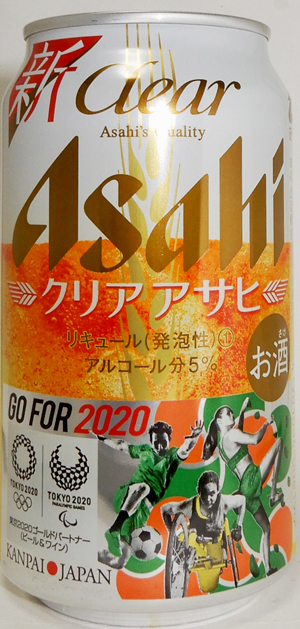 新
Clear
Asahi's Quality
Asahi
クリア アサヒ
リキュール(発泡性)①
アルコール分5%
お酒
GO FOR 2020
TOKYO 2020
TOKYO 2020
PARALYMPIC GAMES
東京2020ゴールドパートナー
(ビール&ワイン)
KANPAI JAPAN